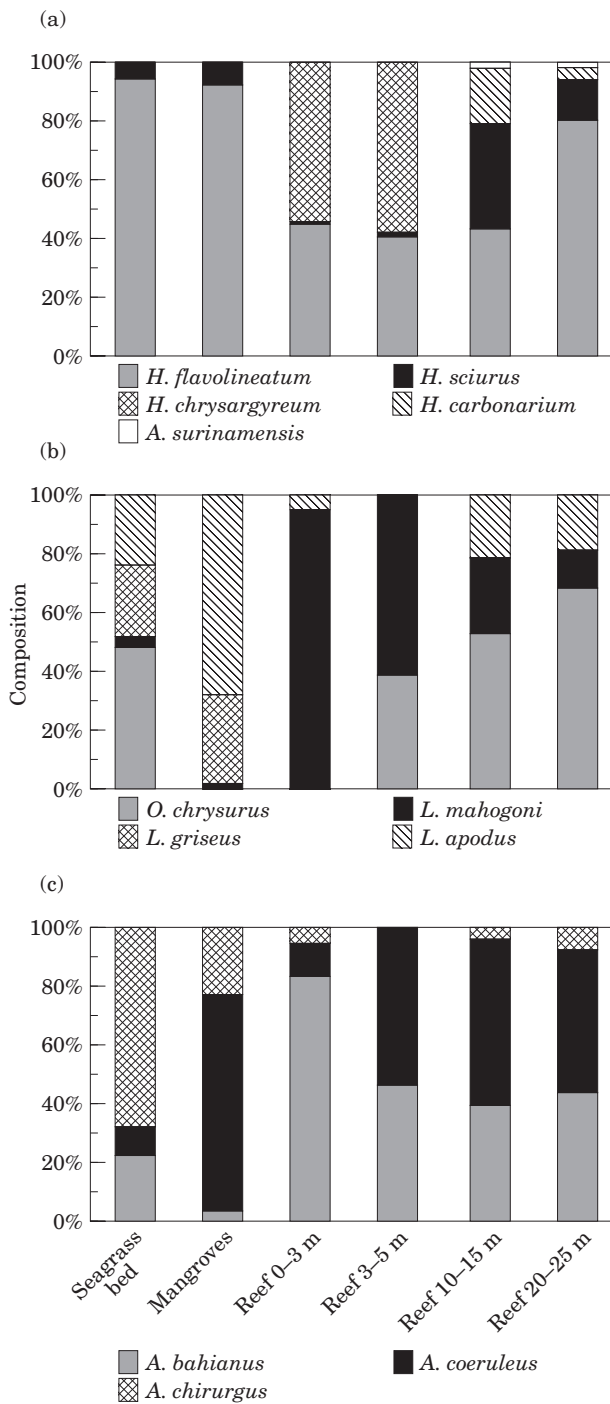 (a)
100%
80%
60%
40%
20%
0%
H. flavolineatum H. sciurus
H. chrysargyreum H. carbonarium
A. surinamensis
(b)
100%
80%
60%
40%
20%
0%
Composition
O. chrysurus L. mahogoni
L. griseus L. apodus
(c)
100%
80%
60%
40%
20%
0%
Seagrass
bed
Mangroves
Reef 0–3 m
Reef 3–5 m
Reef 10–15 m
Reef 20–25 m
A. bahianus A. coeruleus
A. chirurgus